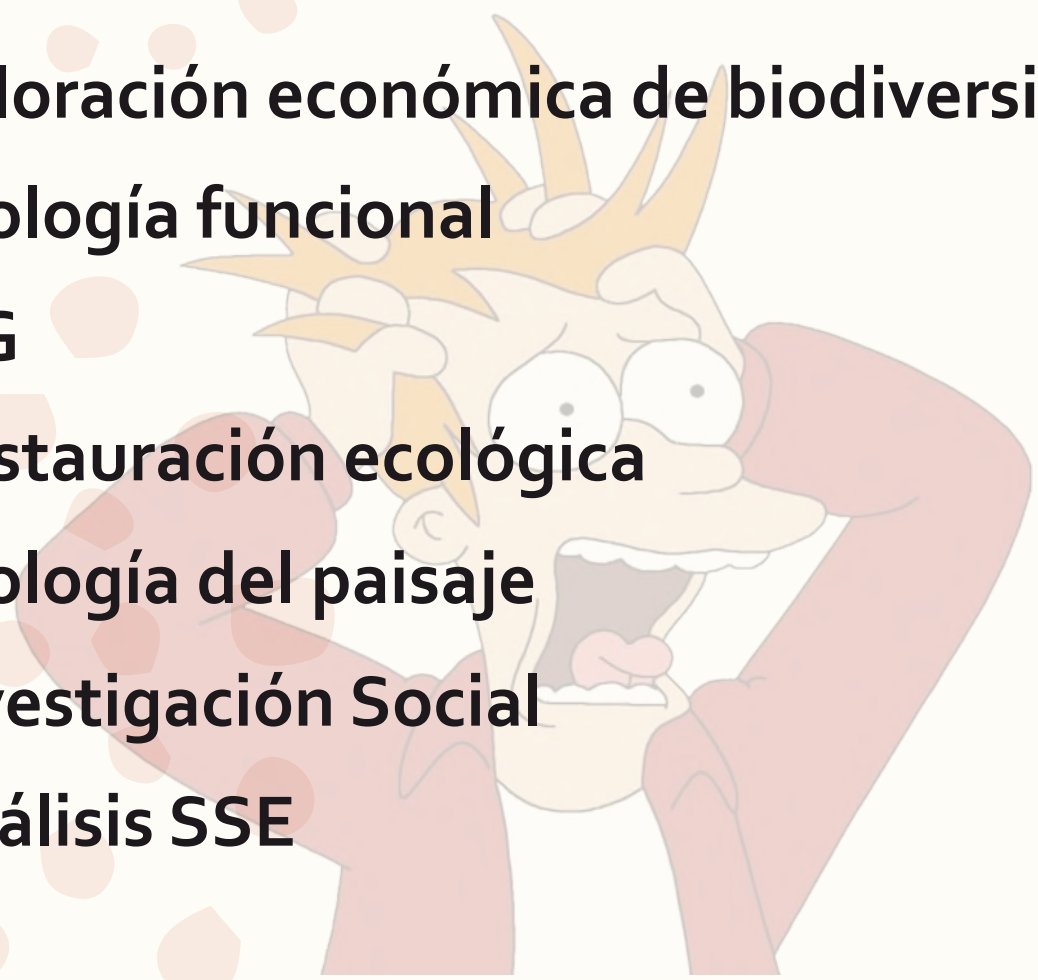 loración económica de biodiversi
ología funcional
G
stauración ecológica
ología del paisaje
vestigación Social
álisis SSE